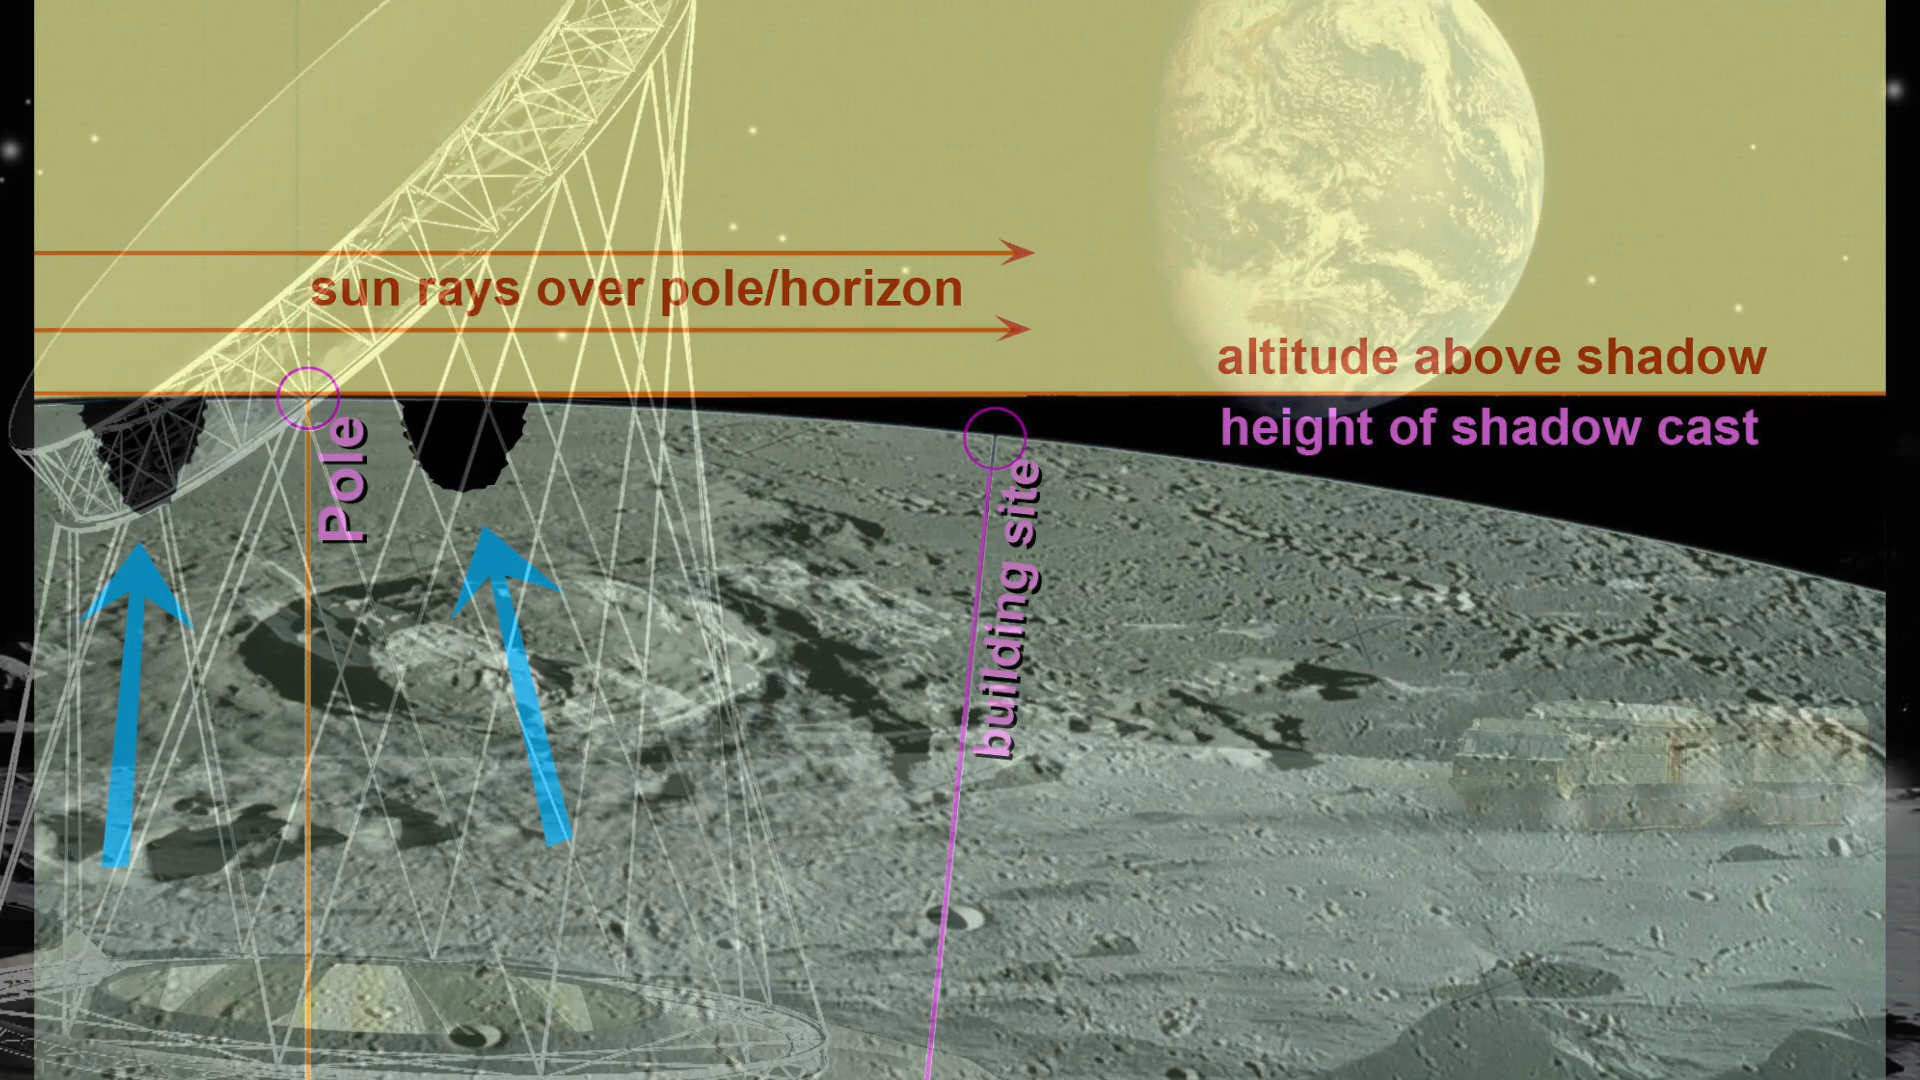 sun rays over pole/horizon
altitude above shadow
height of shadow cast
Pole
building site